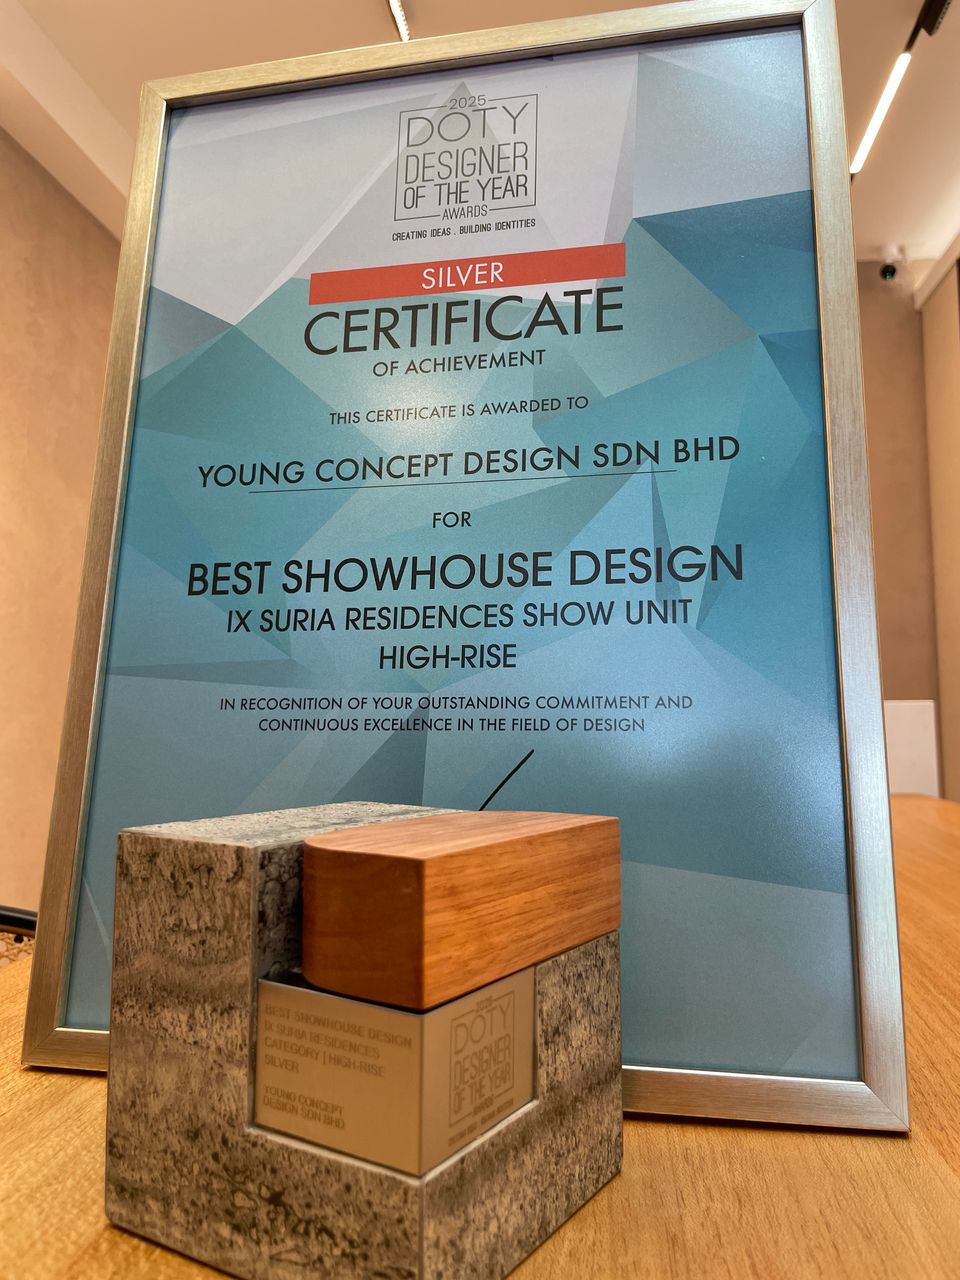 2025
DOTY
DESIGNER
OF THE YEAR
AWARDS
CREATING IDEAS . BUILDING IDENTITIES
SILVER
CERTIFICATE
OF ACHIEVEMENT
THIS CERTIFICATE IS AWARDED TO
YOUNG CONCEPT DESIGN SDN BHD
FOR
BEST SHOWHOUSE DESIGN
IX SURIA RESIDENCES SHOW UNIT
HIGH-RISE
IN RECOGNITION OF YOUR OUTSTANDING COMMITMENT AND
CONTINUOUS EXCELLENCE IN THE FIELD OF DESIGN
BEST SHOWHOUSE DESIGN
IX SURIA RESIDENCES
CATEGORY | HIGH-RISE
SILVER
YOUNG CONCEPT
DESIGN SDN BHD
2025
DOTY
DESIGNER
OF THE YEAR
AWARDS